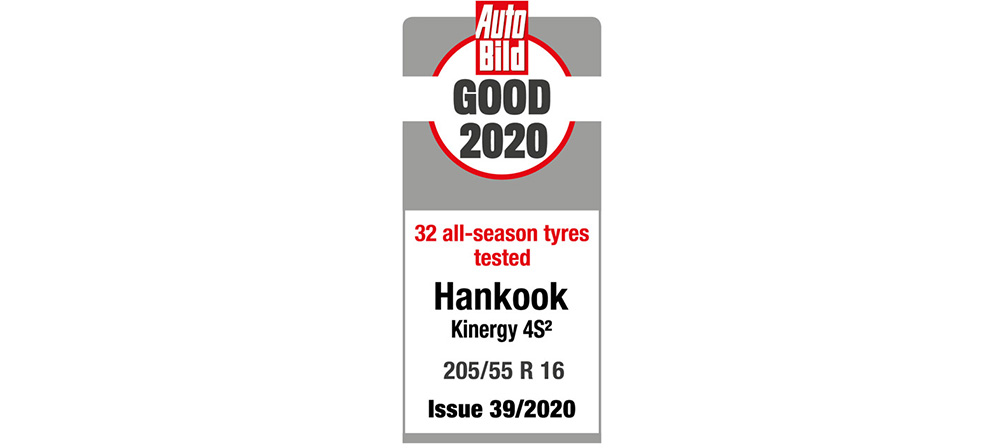 Auto
Bild
GOOD
2020
32 all-season tyres
tested
Hankook
Kinergy 4S²
205/55 R 16
Issue 39/2020